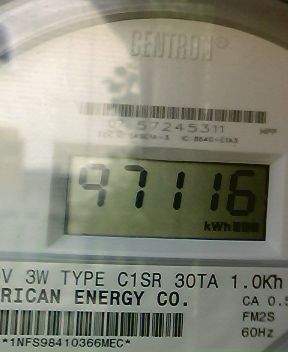 CENTRON®
57245311
97116
kWh
V 3W TYPE C1SR 30TA 1.0Kh
RICAN ENERGY CO.
CA 0.5
FM2S
60Hz
*1NFS98410366MEC*